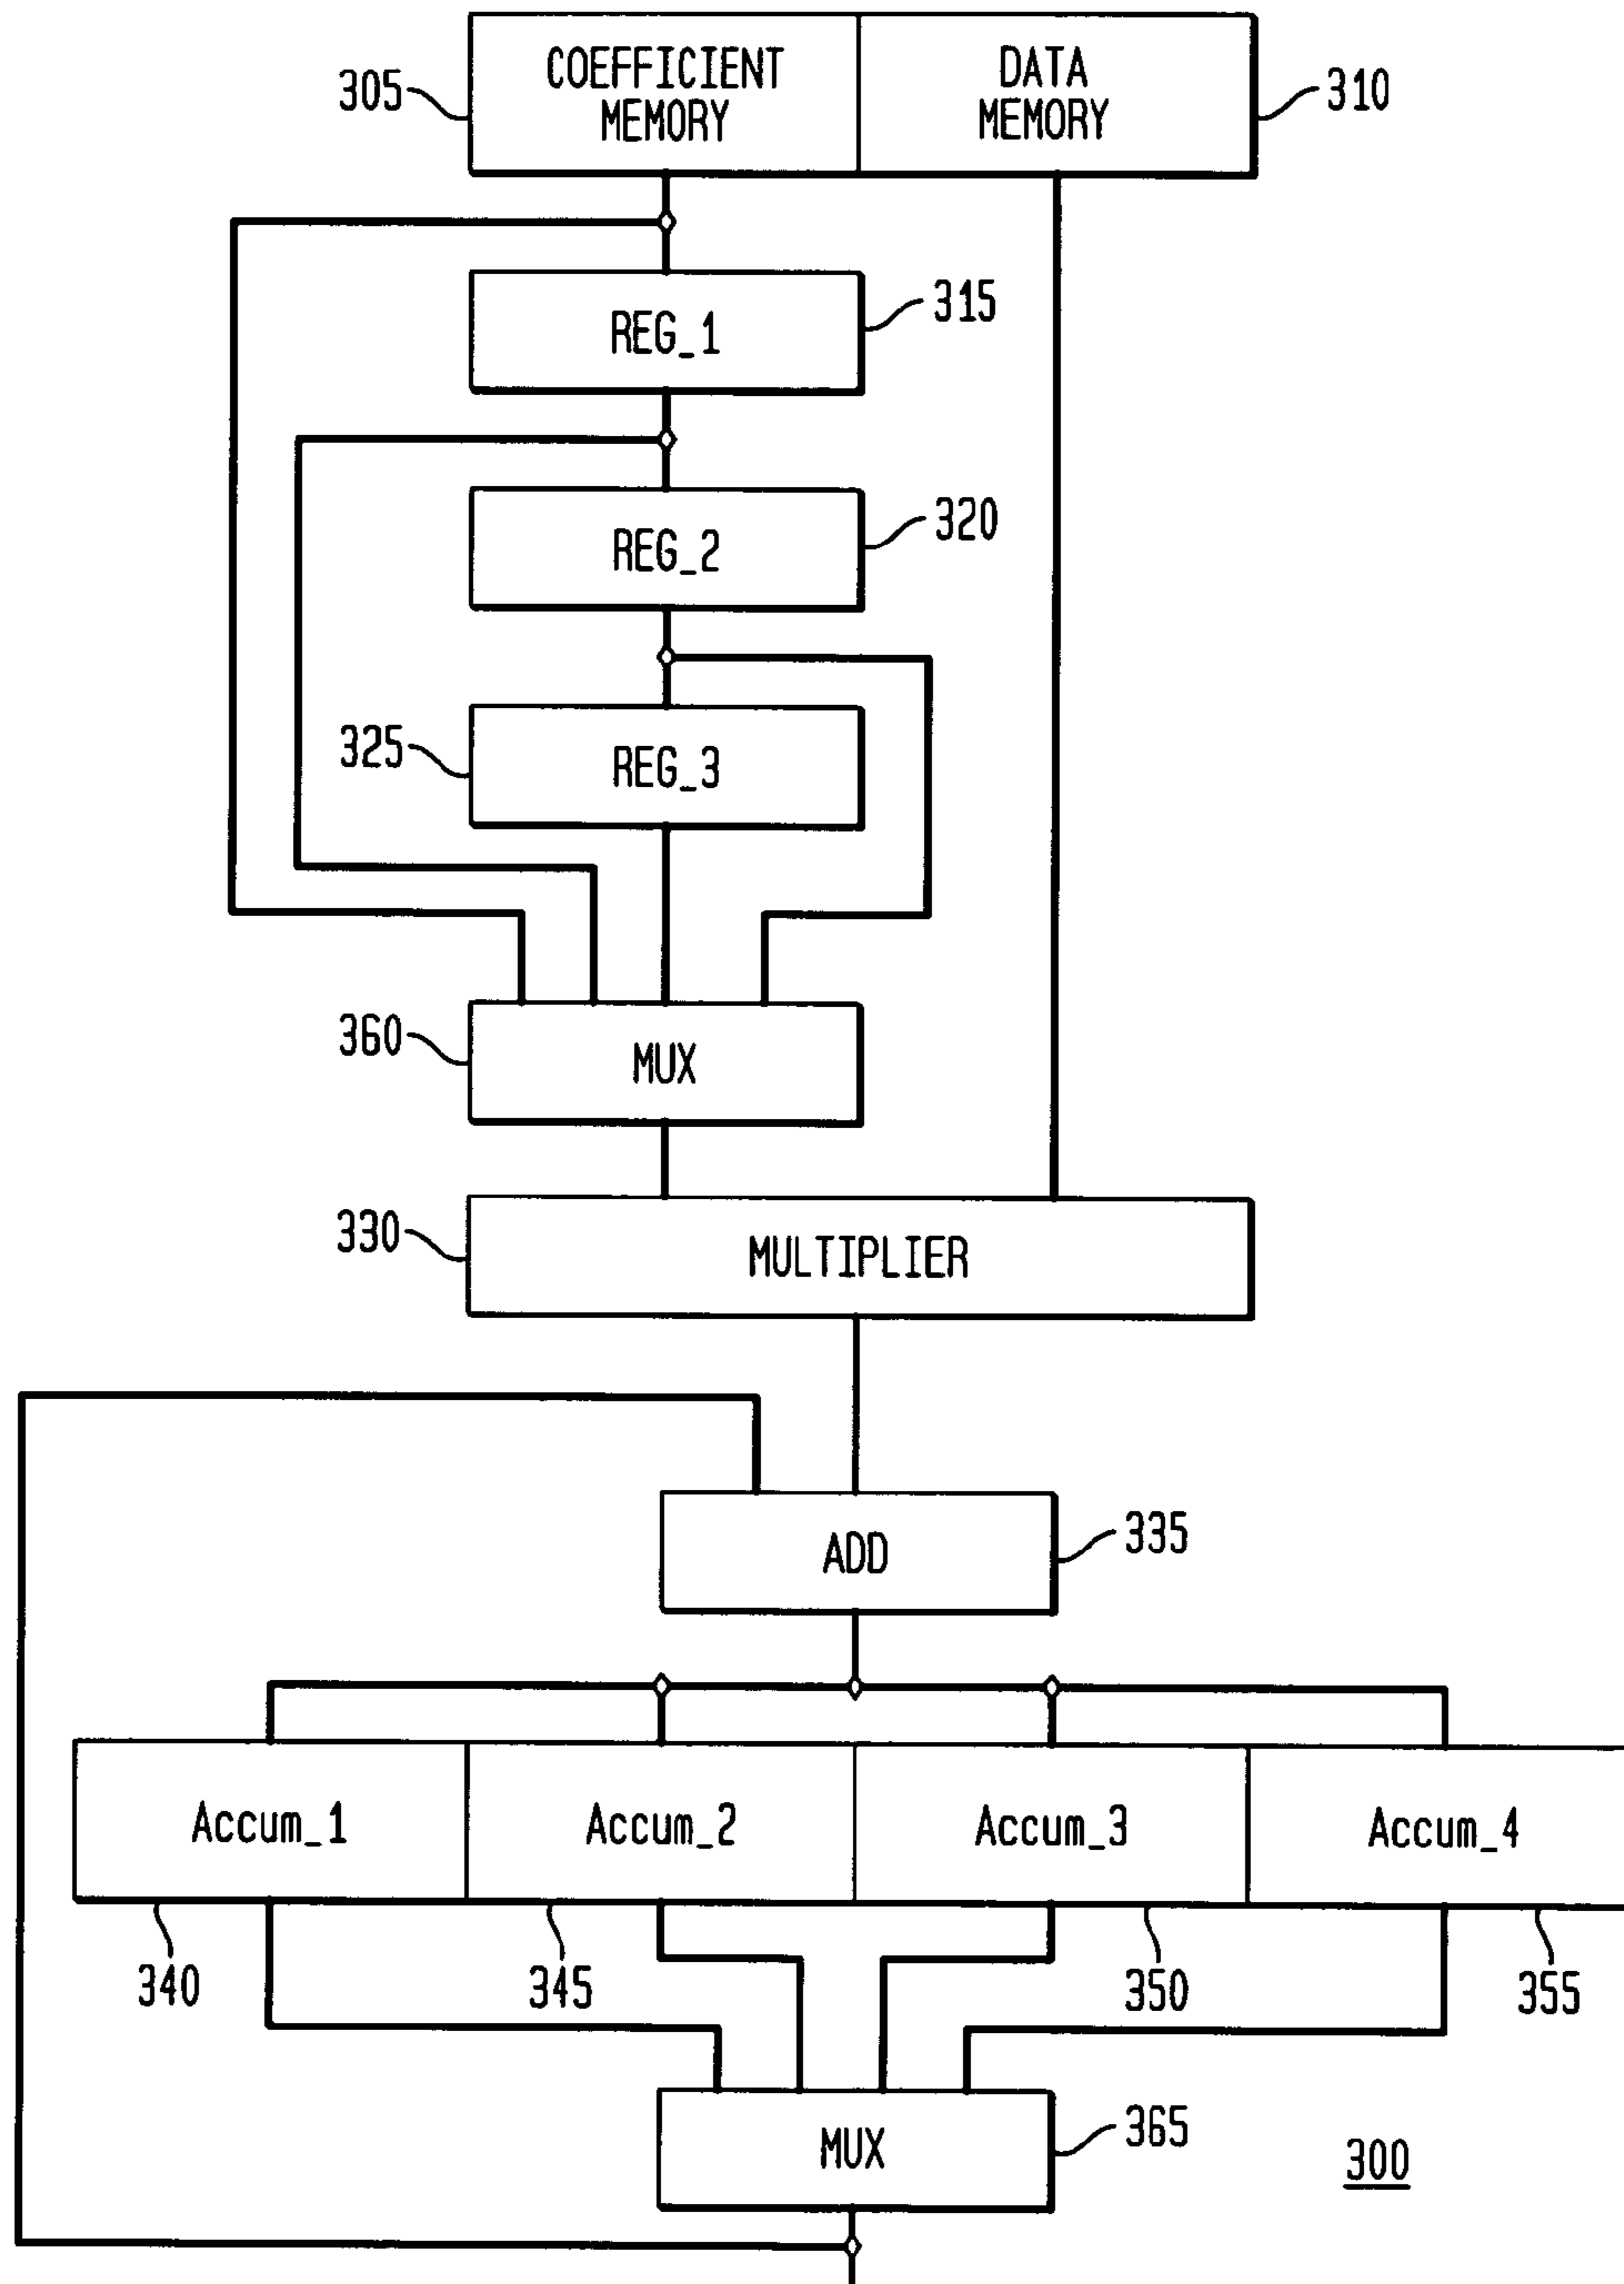 COEFFICIENT
MEMORY
DATA
MEMORY
305
310
REG_1
315
REG_2
320
REG_3
325
MUX
360
MULTIPLIER
330
ADD
335
Accum_1
Accum_2
Accum_3
Accum_4
340
345
350
355
MUX
365
300